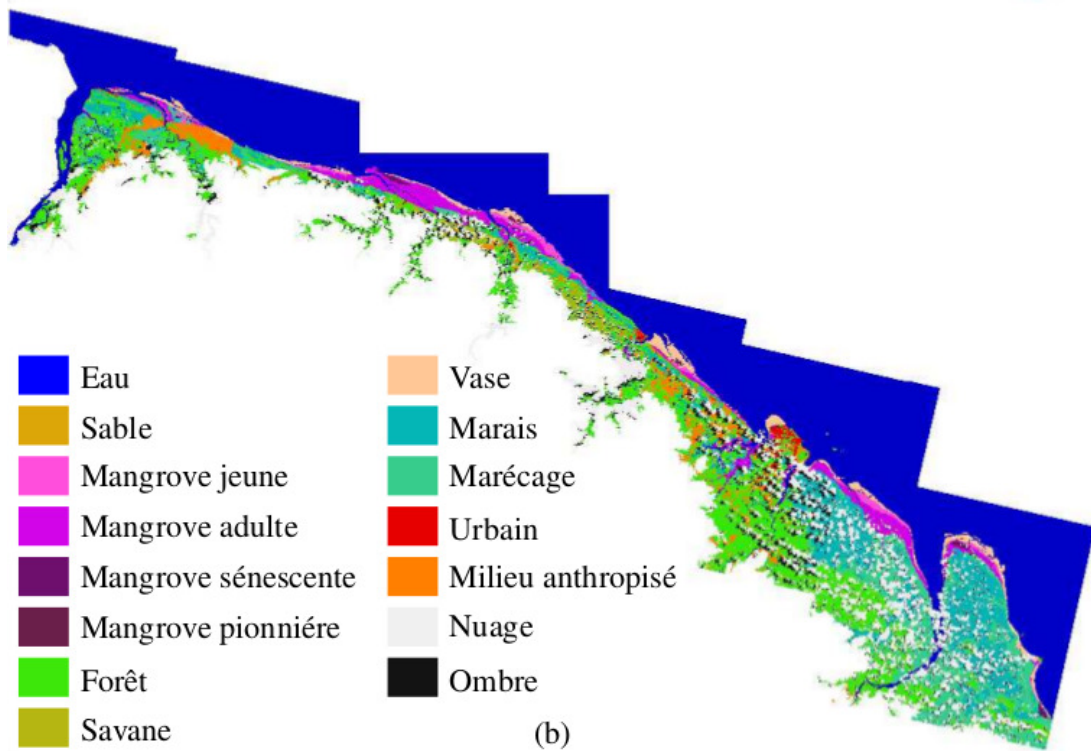 Eau
Sable
Mangrove jeune
Mangrove adulte
Mangrove sénescente
Mangrove pionniére
Forêt
Savane
Vase
Marais
Marécage
Urbain
Milieu anthropisé
Nuage
Ombre
(b)